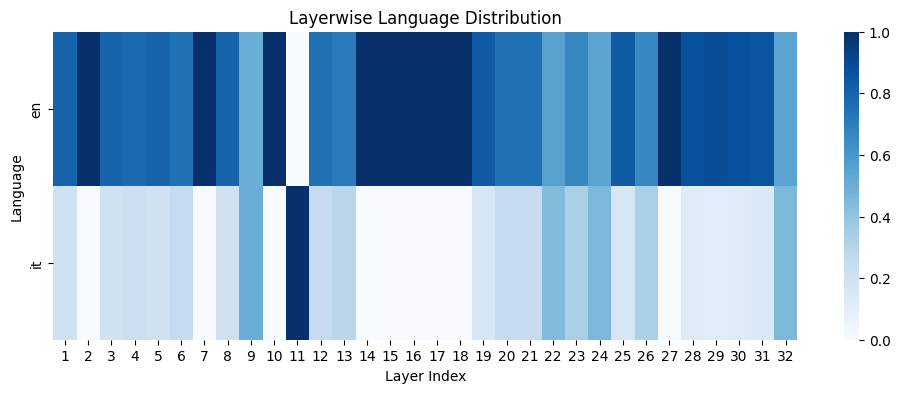 Layerwise Language Distribution
Language
en
it
1 2 3 4 5 6 7 8 9 10 11 12 13 14 15 16 17 18 19 20 21 22 23 24 25 26 27 28 29 30 31 32
Layer Index
1.0
0.8
0.6
0.4
0.2
0.0